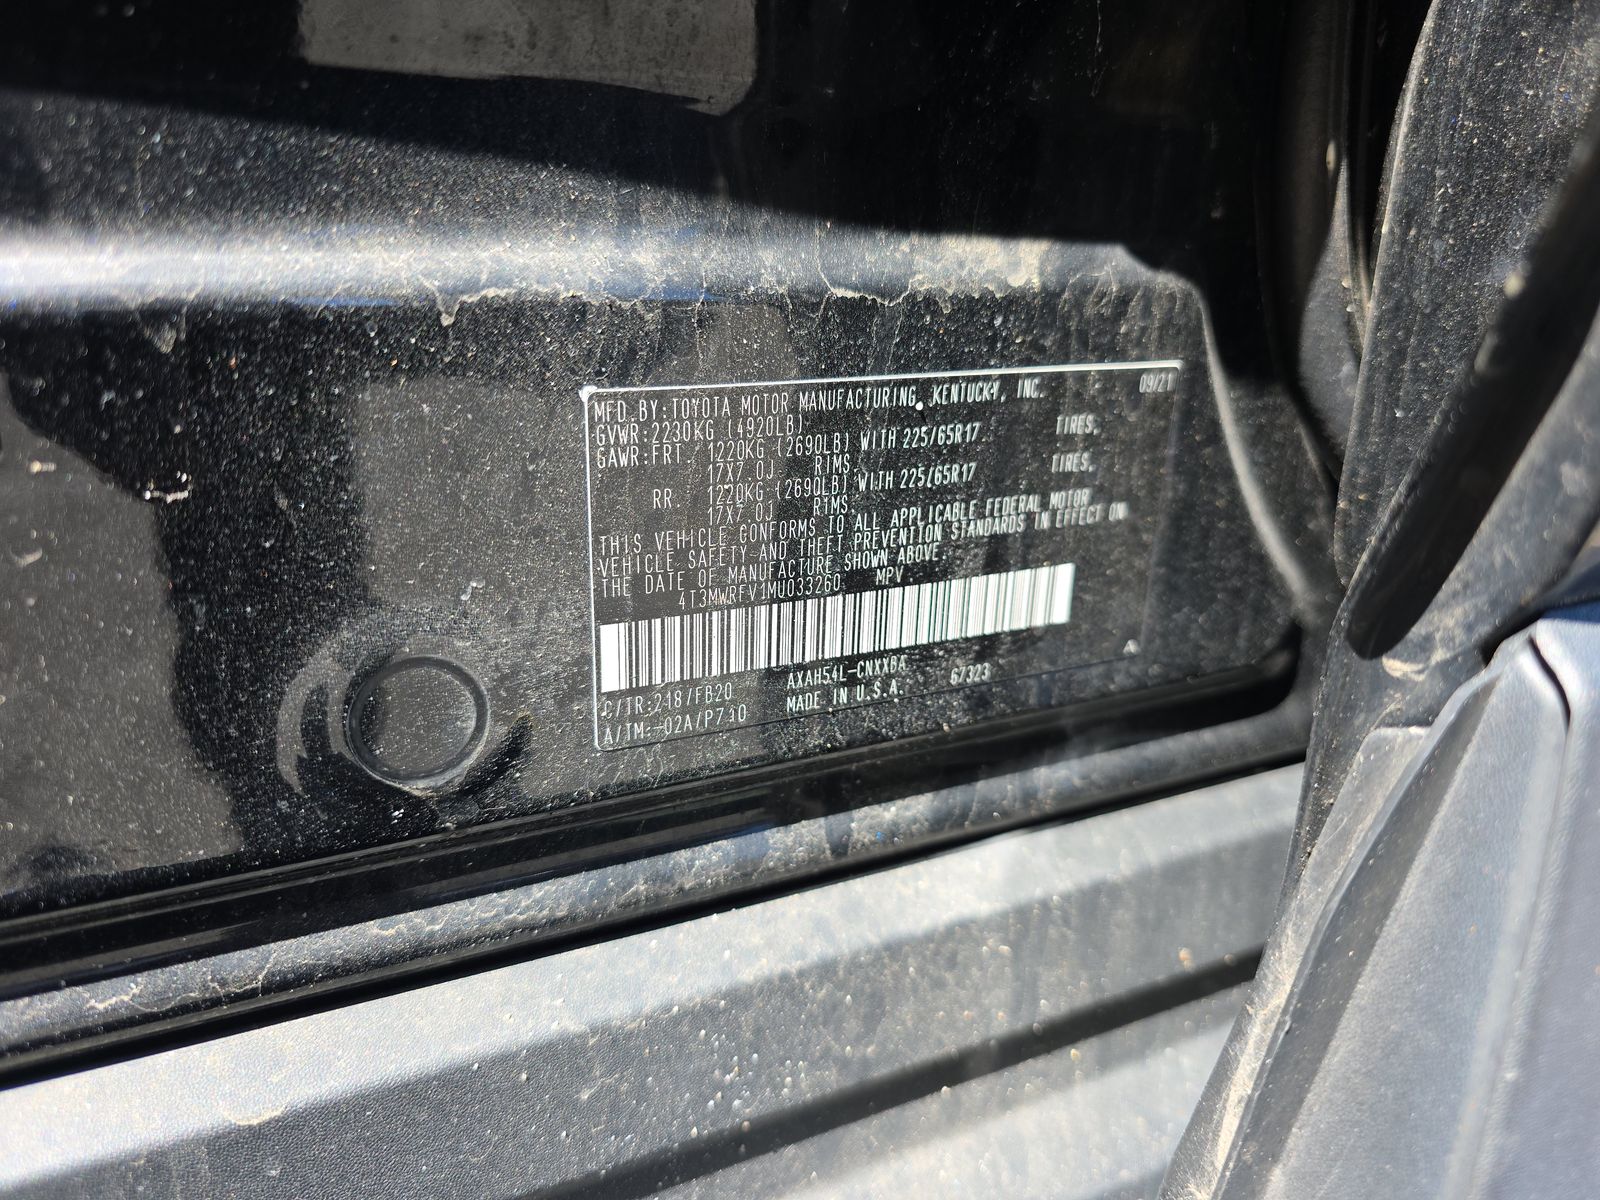 MFD. BY: TOYOTA MOTOR MANUFACTURING, KENTUCKY, INC. 09/21
GVWR: 2230KG (4920LB)
GAWR: FRT. 1220KG (2690LB) WITH 225/65R17 TIRES,
17X7.0J RIMS.
RR. 1220KG (2690LB) WITH 225/65R17 TIRES,
17X7.0J RIMS.
THIS VEHICLE CONFORMS TO ALL APPLICABLE FEDERAL MOTOR
VEHICLE SAFETY AND THEFT PREVENTION STANDARDS IN EFFECT ON
THE DATE OF MANUFACTURE SHOWN ABOVE.
4T3MWRFV1MU033260 MPV
C/TR: 218/FB20 AXAH54L-CNXXBA 67323
A/TM: -02A/P710 MADE IN U.S.A. A